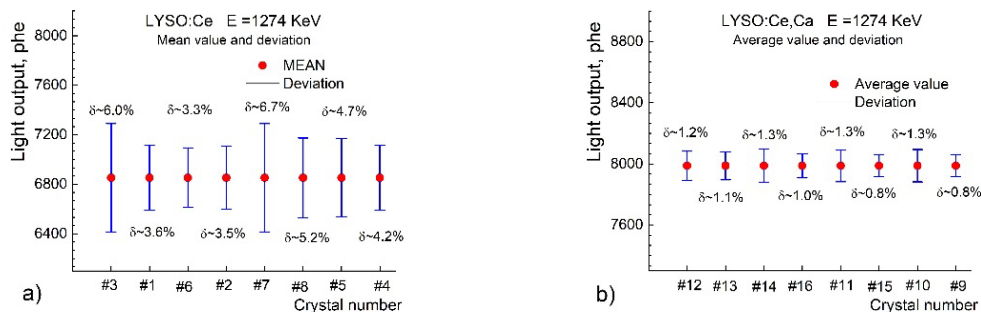 LYSO:Ce E =1274 KeV
Mean value and deviation
MEAN
Deviation
Light output, phe
8000
7600
7200
6800
6400
δ~6.0%
δ~3.3%
δ~6.7%
δ~4.7%
δ~3.6%
δ~3.5%
δ~5.2%
δ~4.2%
#3 #1 #6 #2 #7 #8 #5 #4
Crystal number
a)
LYSO:Ce,Ca E =1274 KeV
Average value and deviation
Average value
Deviation
Light output, phe
8800
8400
8000
7600
δ~1.2%
δ~1.3%
δ~1.3%
δ~1.3%
δ~1.1%
δ~1.0%
δ~0.8%
δ~0.8%
#12 #13 #14 #16 #11 #15 #10 #9
Crystal number
b)